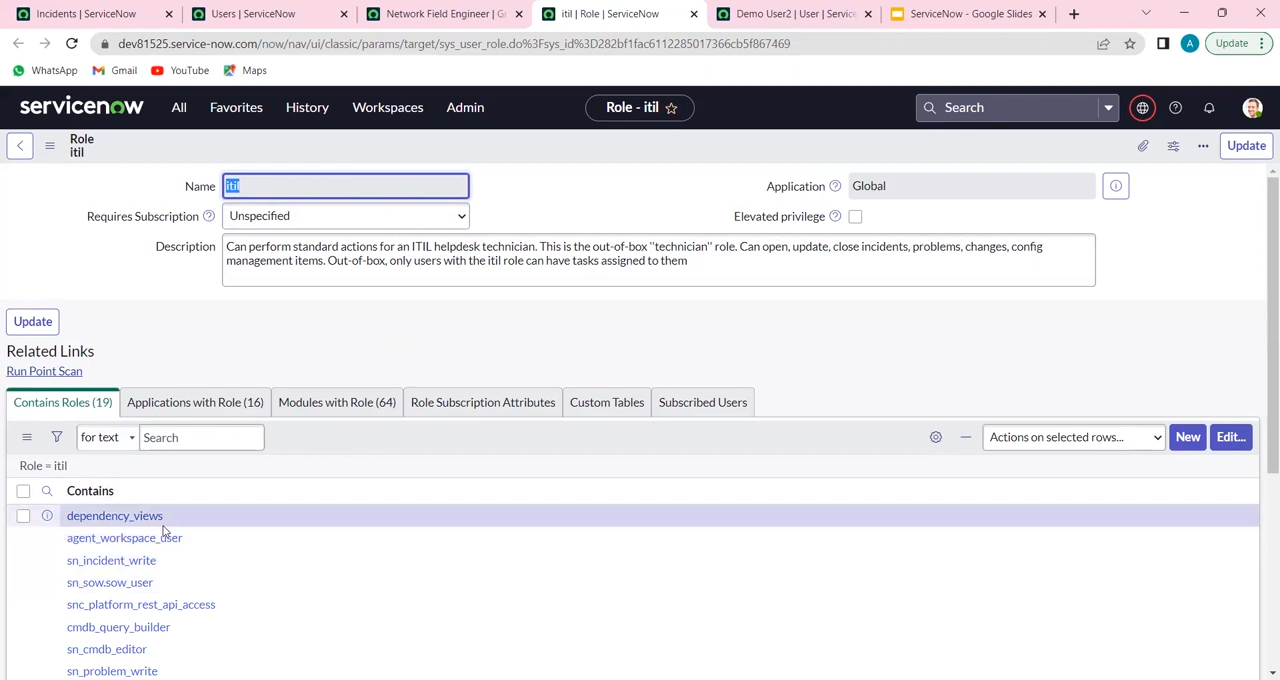 Incidents | ServiceNow
Users | ServiceNow
Network Field Engineer | G
itil | Role | ServiceNow
Demo User2 | User | Service
ServiceNow - Google Slides
dev81525.service-now.com/now/nav/ui/classic/params/target/sys_user_role.do%3Fsys_id%3D282bf1fac6112285017366cb5f867469
A
Update
WhatsApp
Gmail
YouTube
Maps
servicenow
All
Favorites
History
Workspaces
Admin
Role - itil
Search
Role
itil
Update
Name
itil
Application
Global
Requires Subscription
Unspecified
Elevated privilege
Description
Can perform standard actions for an ITIL helpdesk technician. This is the out-of-box "technician" role. Can open, update, close incidents, problems, changes, config
management items. Out-of-box, only users with the itil role can have tasks assigned to them
Update
Related Links
Run Point Scan
Contains Roles (19)
Applications with Role (16)
Modules with Role (64)
Role Subscription Attributes
Custom Tables
Subscribed Users
for text
Search
Actions on selected rows...
New
Edit...
Role = itil
Contains
dependency_views
agent_workspace_user
sn_incident_write
sn_sow.sow_user
snc_platform_rest_api_access
cmdb_query_builder
sn_cmdb_editor
sn_problem_write